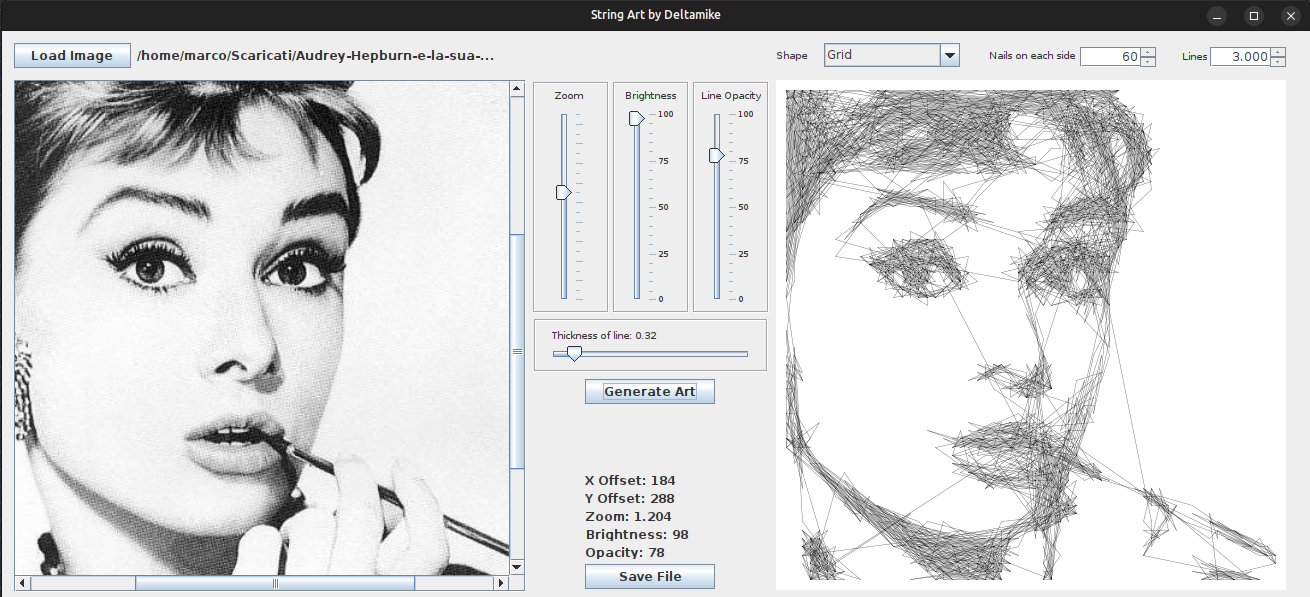 String Art by Deltamike
Load Image /home/marco/Scaricati/Audrey-Hepburn-e-la-sua-... Shape Grid Nails on each side 60 Lines 3.000
Zoom Brightness Line Opacity
100 100
75 75
50 50
25 25
0 0
Thickness of line: 0.32
Generate Art
X Offset: 184
Y Offset: 288
Zoom: 1.204
Brightness: 98
Opacity: 78
Save File